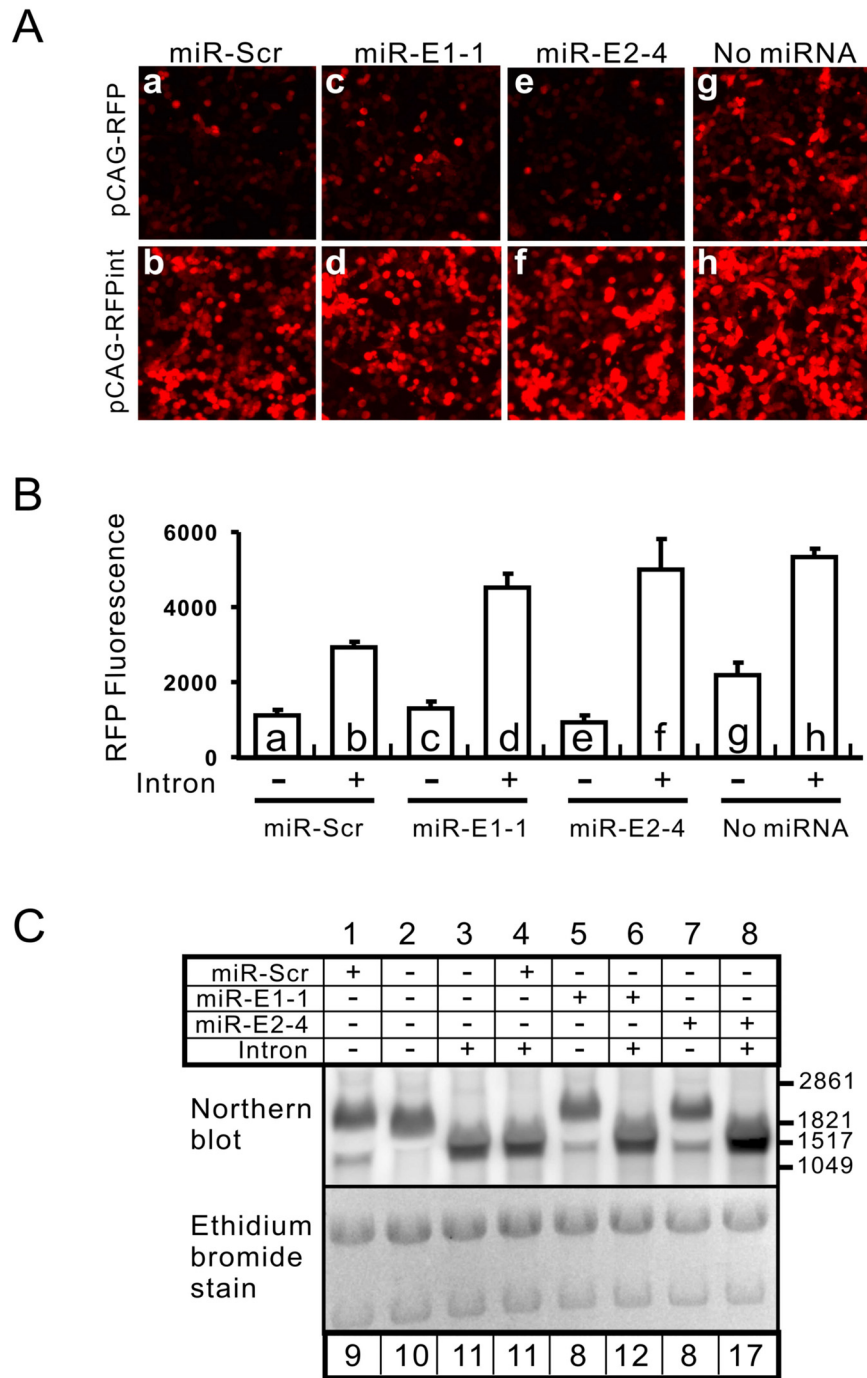 A
miR-Scr miR-E1-1 miR-E2-4 No miRNA
pCAG-RFP
a c e g
pCAG-RFPint
b d f h
B
RFP Fluorescence
6000
4000
2000
0
a b c d e f g h
Intron - + - + - + - +
miR-Scr miR-E1-1 miR-E2-4 No miRNA
C
1 2 3 4 5 6 7 8
miR-Scr + - - + - - - -
miR-E1-1 - - - - + + - -
miR-E2-4 - - - - - - + +
Intron - - + + - + - +
Northern
blot
2861
1821
1517
1049
Ethidium
bromide
stain
9 10 11 11 8 12 8 17